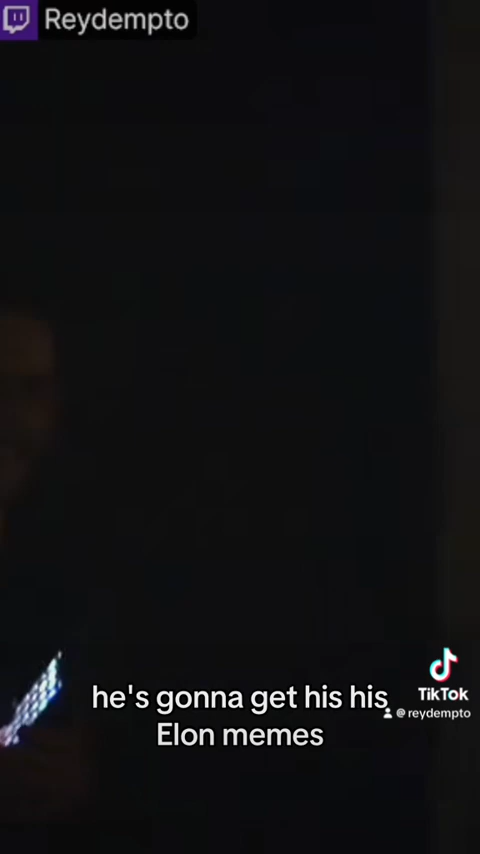 Reydempto
he's gonna get his his
Elon memes
TikTok
@reydempto